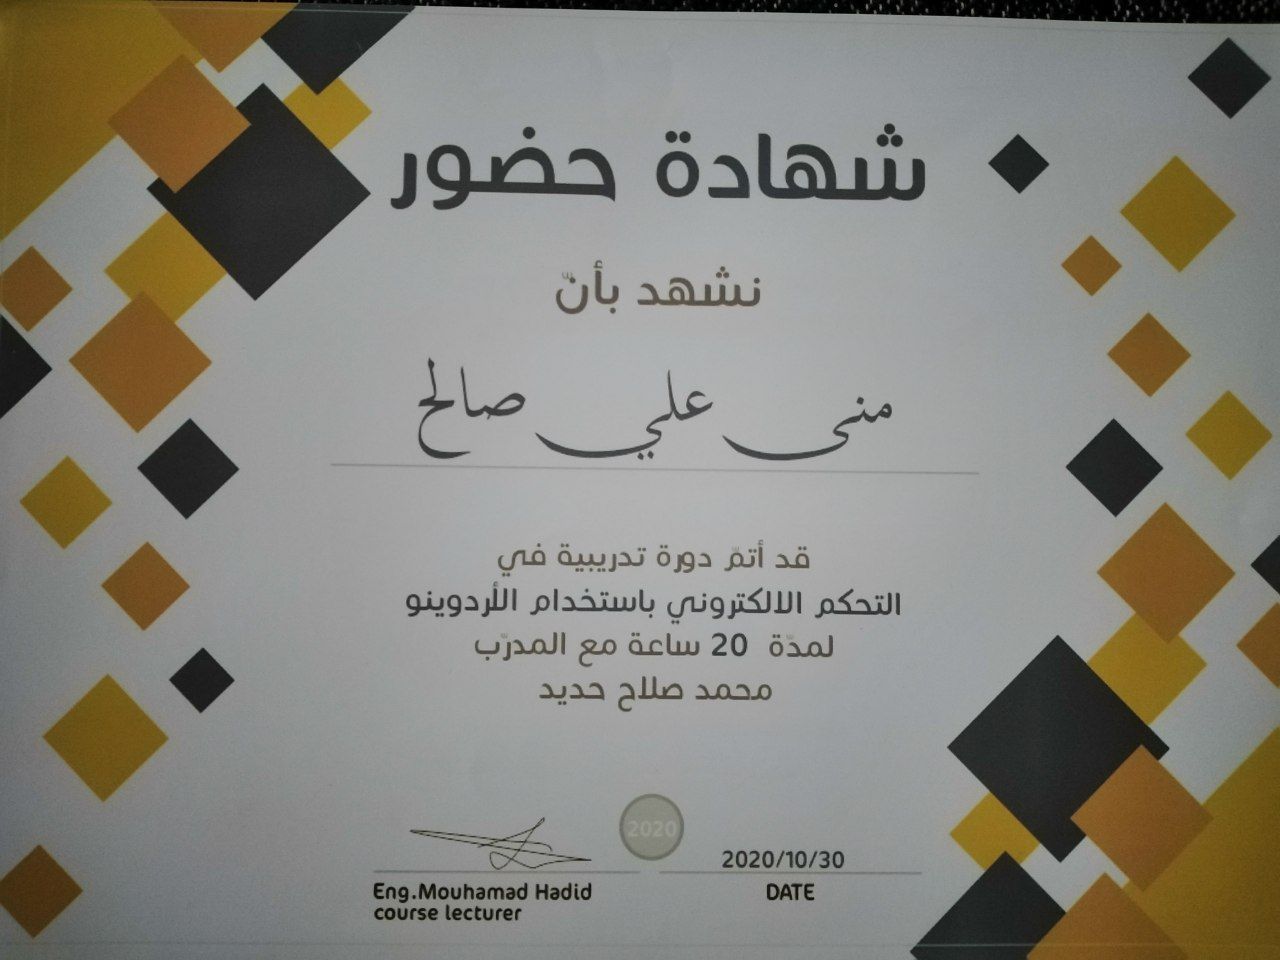 شهادة حضور
نشهد بأنّ
منى علي صالح
قد أتمّ دورة تدريبية في
التحكم الالكتروني باستخدام الأردوينو
لمدّة 20 ساعة مع المدرّب
محمد صلاح حديد
2020
2020/10/30
Eng.Mouhamad Hadid
DATE
course lecturer